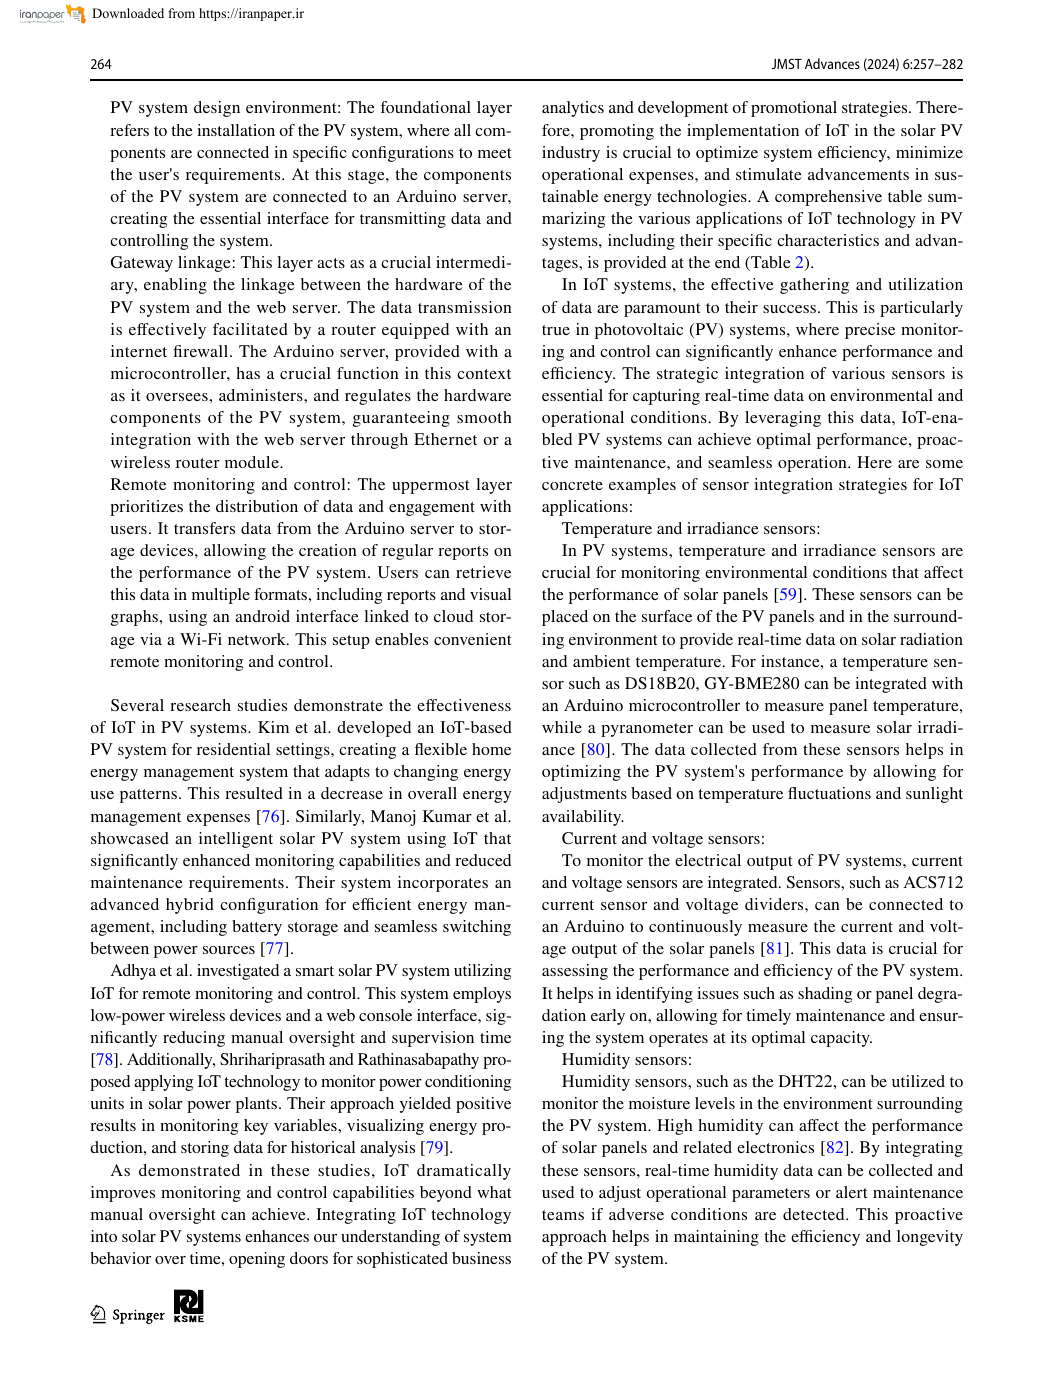 iranpaper
Downloaded from https://iranpaper.ir
264
JMST Advances (2024) 6:257–282
PV system design environment: The foundational layer
refers to the installation of the PV system, where all com-
ponents are connected in specific configurations to meet
the user's requirements. At this stage, the components
of the PV system are connected to an Arduino server,
creating the essential interface for transmitting data and
controlling the system.
Gateway linkage: This layer acts as a crucial intermedi-
ary, enabling the linkage between the hardware of the
PV system and the web server. The data transmission
is effectively facilitated by a router equipped with an
internet firewall. The Arduino server, provided with a
microcontroller, has a crucial function in this context
as it oversees, administers, and regulates the hardware
components of the PV system, guaranteeing smooth
integration with the web server through Ethernet or a
wireless router module.
Remote monitoring and control: The uppermost layer
prioritizes the distribution of data and engagement with
users. It transfers data from the Arduino server to stor-
age devices, allowing the creation of regular reports on
the performance of the PV system. Users can retrieve
this data in multiple formats, including reports and visual
graphs, using an android interface linked to cloud stor-
age via a Wi-Fi network. This setup enables convenient
remote monitoring and control.
Several research studies demonstrate the effectiveness
of IoT in PV systems. Kim et al. developed an IoT-based
PV system for residential settings, creating a flexible home
energy management system that adapts to changing energy
use patterns. This resulted in a decrease in overall energy
management expenses [76]. Similarly, Manoj Kumar et al.
showcased an intelligent solar PV system using IoT that
significantly enhanced monitoring capabilities and reduced
maintenance requirements. Their system incorporates an
advanced hybrid configuration for efficient energy man-
agement, including battery storage and seamless switching
between power sources [77].
Adhya et al. investigated a smart solar PV system utilizing
IoT for remote monitoring and control. This system employs
low-power wireless devices and a web console interface, sig-
nificantly reducing manual oversight and supervision time
[78]. Additionally, Shrihariprasath and Rathinasabapathy pro-
posed applying IoT technology to monitor power conditioning
units in solar power plants. Their approach yielded positive
results in monitoring key variables, visualizing energy pro-
duction, and storing data for historical analysis [79].
As demonstrated in these studies, IoT dramatically
improves monitoring and control capabilities beyond what
manual oversight can achieve. Integrating IoT technology
into solar PV systems enhances our understanding of system
behavior over time, opening doors for sophisticated business
analytics and development of promotional strategies. There-
fore, promoting the implementation of IoT in the solar PV
industry is crucial to optimize system efficiency, minimize
operational expenses, and stimulate advancements in sus-
tainable energy technologies. A comprehensive table sum-
marizing the various applications of IoT technology in PV
systems, including their specific characteristics and advan-
tages, is provided at the end (Table 2).
In IoT systems, the effective gathering and utilization
of data are paramount to their success. This is particularly
true in photovoltaic (PV) systems, where precise monitor-
ing and control can significantly enhance performance and
efficiency. The strategic integration of various sensors is
essential for capturing real-time data on environmental and
operational conditions. By leveraging this data, IoT-ena-
bled PV systems can achieve optimal performance, proac-
tive maintenance, and seamless operation. Here are some
concrete examples of sensor integration strategies for IoT
applications:
Temperature and irradiance sensors:
In PV systems, temperature and irradiance sensors are
crucial for monitoring environmental conditions that affect
the performance of solar panels [59]. These sensors can be
placed on the surface of the PV panels and in the surround-
ing environment to provide real-time data on solar radiation
and ambient temperature. For instance, a temperature sen-
sor such as DS18B20, GY-BME280 can be integrated with
an Arduino microcontroller to measure panel temperature,
while a pyranometer can be used to measure solar irradi-
ance [80]. The data collected from these sensors helps in
optimizing the PV system's performance by allowing for
adjustments based on temperature fluctuations and sunlight
availability.
Current and voltage sensors:
To monitor the electrical output of PV systems, current
and voltage sensors are integrated. Sensors, such as ACS712
current sensor and voltage dividers, can be connected to
an Arduino to continuously measure the current and volt-
age output of the solar panels [81]. This data is crucial for
assessing the performance and efficiency of the PV system.
It helps in identifying issues such as shading or panel degra-
dation early on, allowing for timely maintenance and ensur-
ing the system operates at its optimal capacity.
Humidity sensors:
Humidity sensors, such as the DHT22, can be utilized to
monitor the moisture levels in the environment surrounding
the PV system. High humidity can affect the performance
of solar panels and related electronics [82]. By integrating
these sensors, real-time humidity data can be collected and
used to adjust operational parameters or alert maintenance
teams if adverse conditions are detected. This proactive
approach helps in maintaining the efficiency and longevity
of the PV system.
Springer
KSME